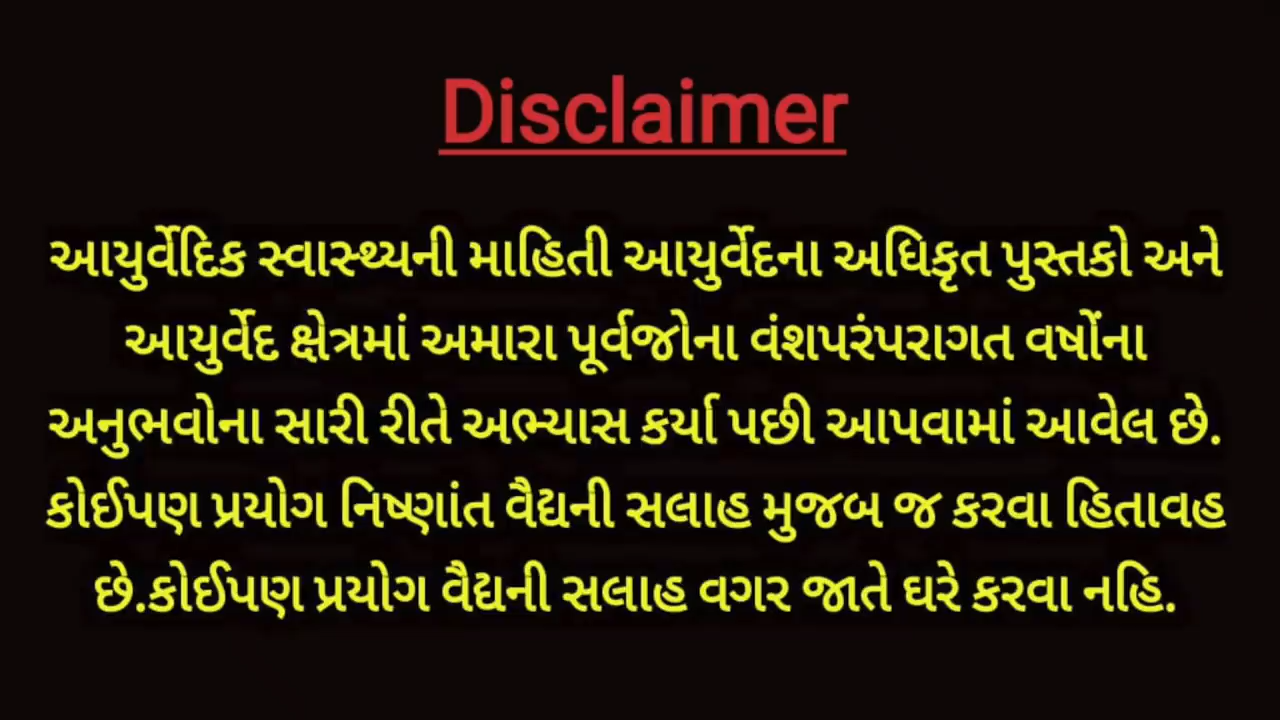 Disclaimer
આયુર્વેદિક સ્વાસ્થ્યની માહિતી આયુર્વેદના અધિકૃત પુસ્તકો અને
આયુર્વેદ ક્ષેત્રમાં અમારા પૂર્વજોના વંશપરંપરાગત વર્ષોના
અનુભવોના સારી રીતે અભ્યાસ કર્યા પછી આપવામાં આવેલ છે.
કોઈપણ પ્રયોગ નિષ્ણાંત વૈદ્યની સલાહ મુજબ જ કરવા હિતાવહ
છે.કોઈપણ પ્રયોગ વૈદ્યની સલાહ વગર જાતે ઘરે કરવા નહિ.